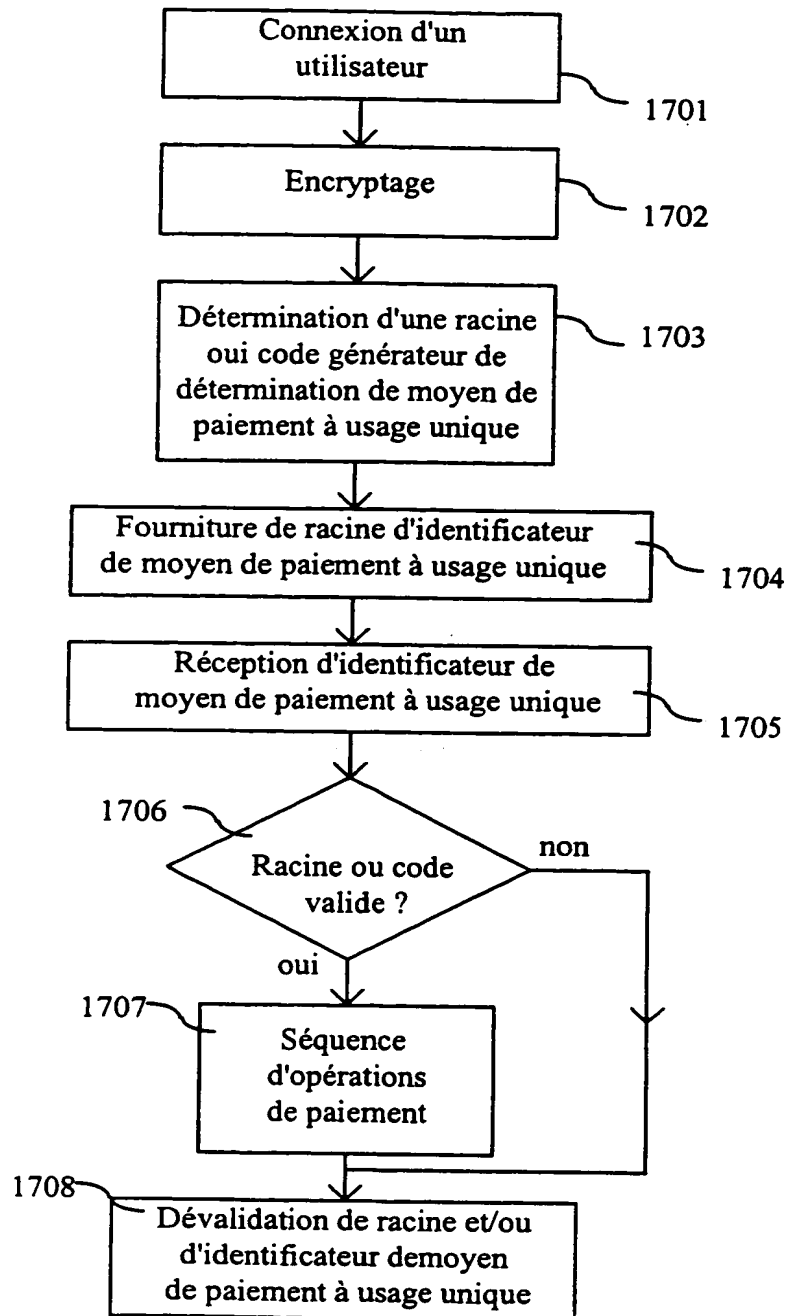 Connexion d'un
utilisateur
1701
Encryptage
1702
Détermination d'une racine
oui code générateur de
détermination de moyen de
paiement à usage unique
1703
Fourniture de racine d'identificateur
de moyen de paiement à usage unique
1704
Réception d'identificateur de
moyen de paiement à usage unique
1705
1706
Racine ou code
valide ?
non
oui
1707
Séquence
d'opérations
de paiement
1708
Dévalidation de racine et/ou
d'identificateur demoyen
de paiement à usage unique